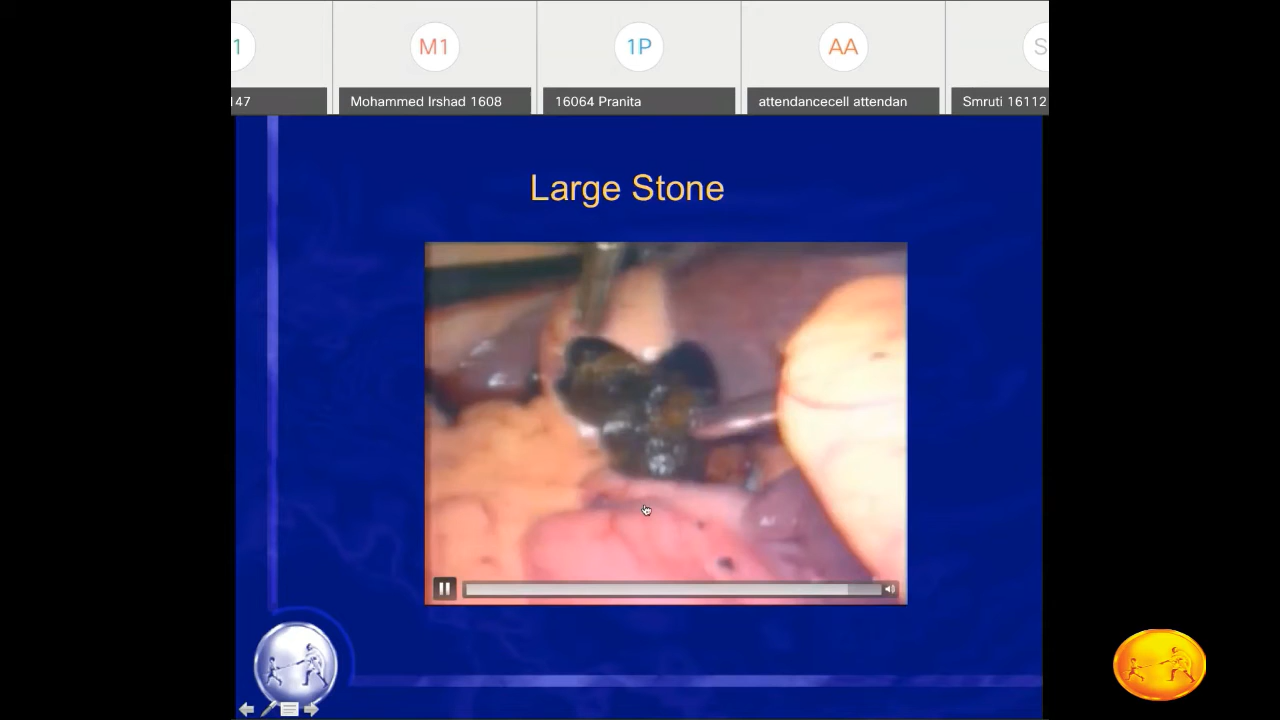 1
M1
1P
AA
S
147
Mohammed Irshad 1608
16064 Pranita
attendancecell attendan
Smruti 16112
Large Stone